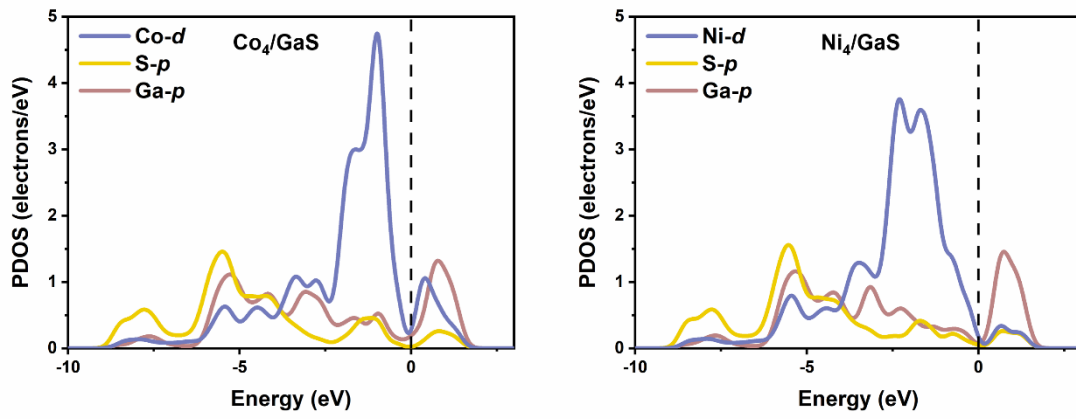 5
4
3
2
1
0
PDOS (electrons/eV)
Co-d
S-p
Ga-p
Co4/GaS
-10
-5
0
Energy (eV)
5
4
3
2
1
0
PDOS (electrons/eV)
Ni-d
S-p
Ga-p
Ni4/GaS
-10
-5
0
Energy (eV)